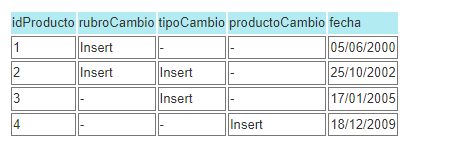 idProducto rubroCambio tipoCambio productoCambio fecha
1 Insert - - 05/06/2000
2 Insert Insert - 25/10/2002
3 - Insert - 17/01/2005
4 - - Insert 18/12/2009